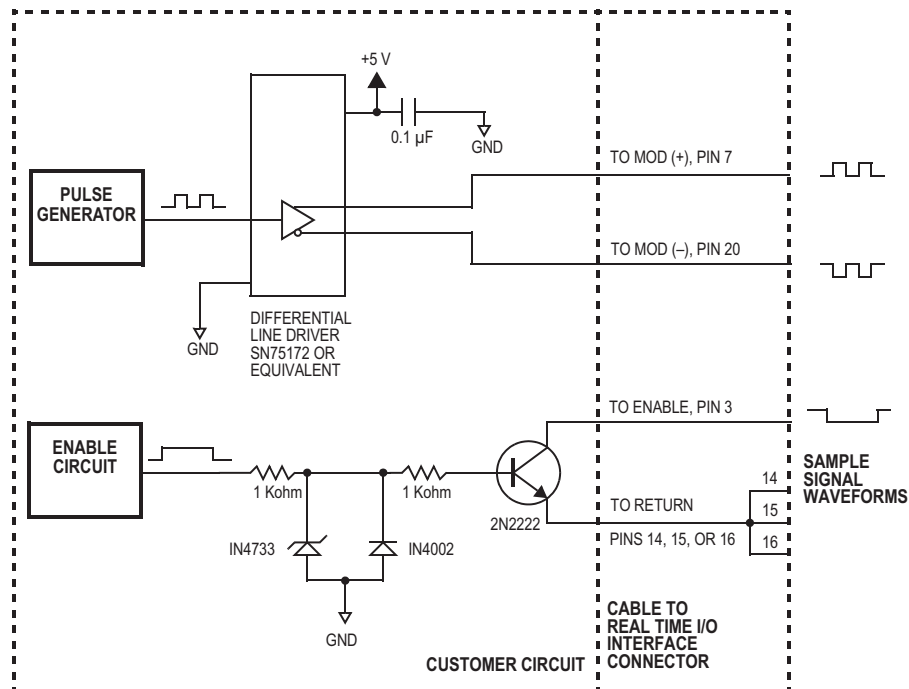 +5 V
0.1 µF
GND
TO MOD (+), PIN 7
PULSE
GENERATOR
TO MOD (–), PIN 20
GND
DIFFERENTIAL
LINE DRIVER
SN75172 OR
EQUIVALENT
TO ENABLE, PIN 3
ENABLE
CIRCUIT
1 Kohm
1 Kohm
2N2222
SAMPLE
SIGNAL
WAVEFORMS
14
TO RETURN
15
PINS 14, 15, OR 16
16
IN4733
IN4002
GND
CUSTOMER CIRCUIT
CABLE TO
REAL TIME I/O
INTERFACE
CONNECTOR